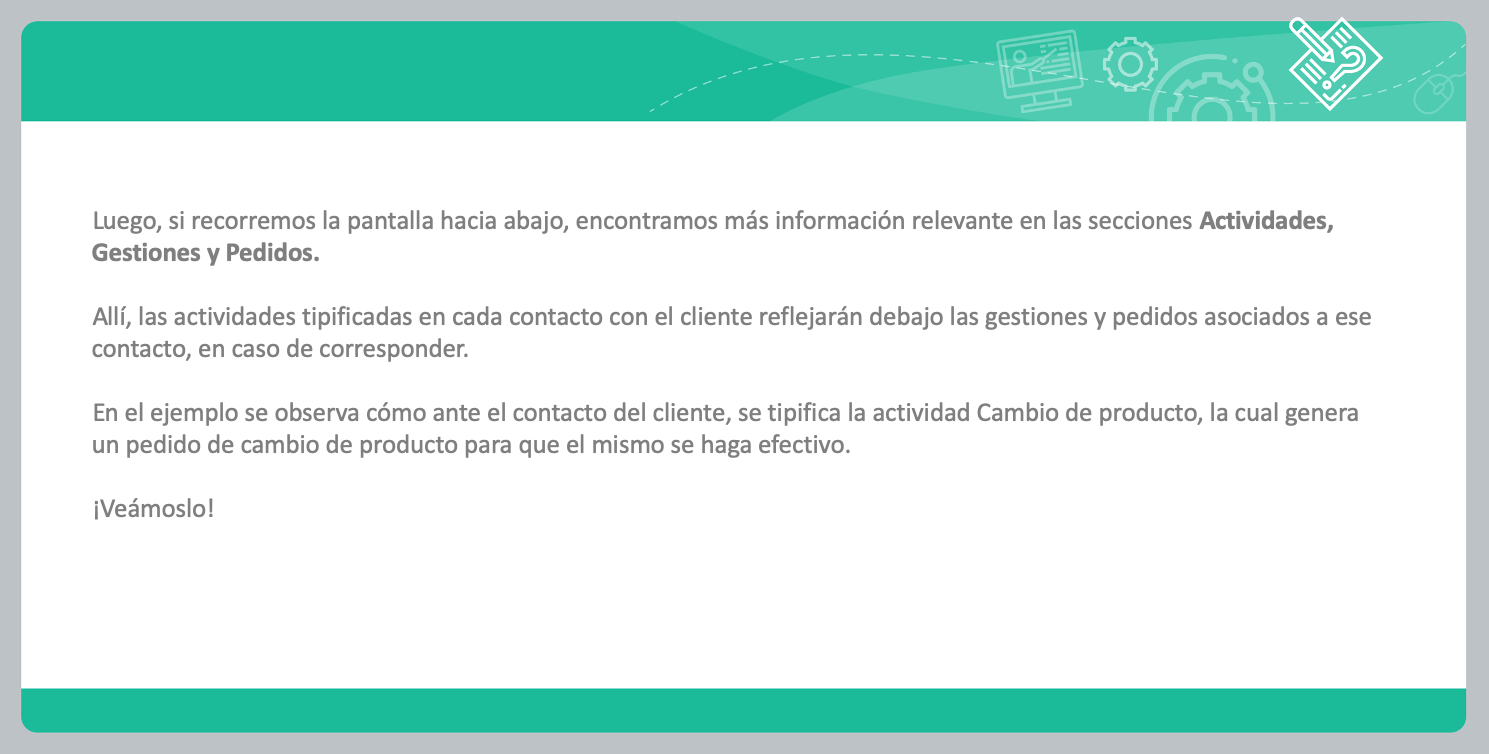 Luego, si recorremos la pantalla hacia abajo, encontramos más información relevante en las secciones Actividades,
Gestiones y Pedidos.
Allí, las actividades tipificadas en cada contacto con el cliente reflejarán debajo las gestiones y pedidos asociados a ese
contacto, en caso de corresponder.
En el ejemplo se observa cómo ante el contacto del cliente, se tipifica la actividad Cambio de producto, la cual genera
un pedido de cambio de producto para que el mismo se haga efectivo.
¡Veámoslo!